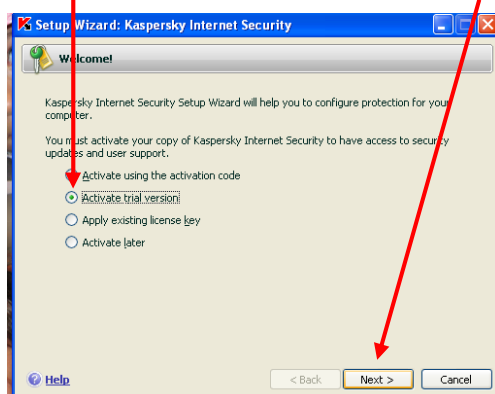 Setup Wizard: Kaspersky Internet Security
Welcome!
Kaspersky Internet Security Setup Wizard will help you to configure protection for your
computer.
You must activate your copy of Kaspersky Internet Security to have access to security
updates and user support.
Activate using the activation code
Activate trial version
Apply existing license key
Activate later
Help
< Back
Next >
Cancel